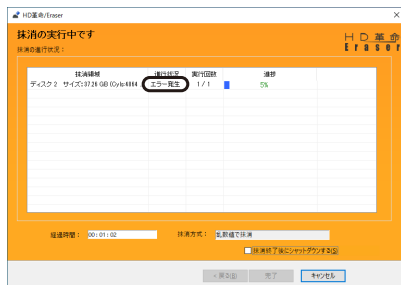 HD革命/Eraser
抹消の実行中です
抹消の進行状況：
HD革命
Eraser
抹消領域 進行状況 実行回数 進捗
ディスク2 サイズ:37.26 GB (Cyls:4864 エラー発生 1 / 1 5%
経過時間： 00:01:02 抹消方式： 乱数値で抹消
抹消終了後にシャットダウンする(S)
< 戻る(B) 完了 キャンセル